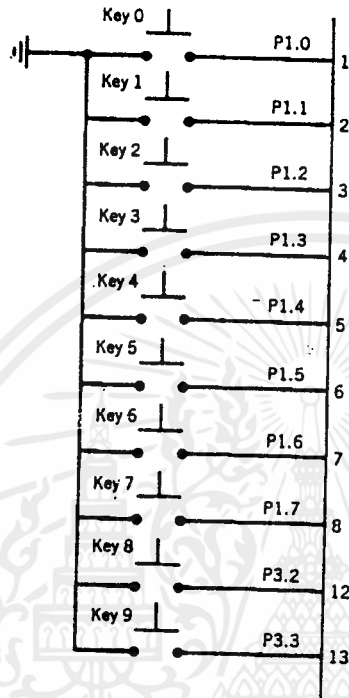 Key 0
P1.0
1
Key 1
P1.1
2
Key 2
P1.2
3
Key 3
P1.3
4
Key 4
P1.4
5
Key 5
P1.5
6
Key 6
P1.6
7
Key 7
P1.7
8
Key 8
P3.2
12
Key 9
P3.3
13